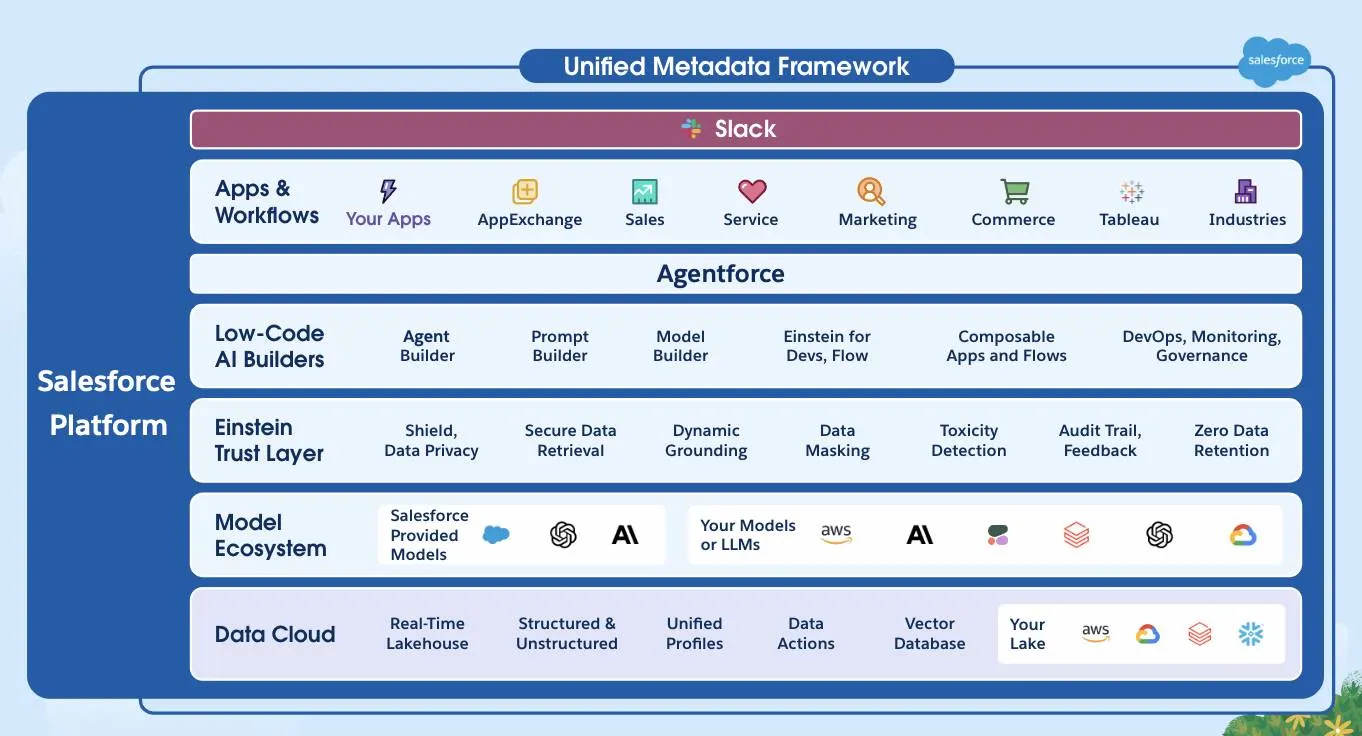 Unified Metadata Framework
salesforce
Salesforce
Platform
Slack
Apps &
Workflows
Your Apps
AppExchange
Sales
Service
Marketing
Commerce
Tableau
Industries
Agentforce
Low-Code
AI Builders
Agent
Builder
Prompt
Builder
Model
Builder
Einstein for
Devs, Flow
Composable
Apps and Flows
DevOps, Monitoring,
Governance
Einstein
Trust Layer
Shield,
Data Privacy
Secure Data
Retrieval
Dynamic
Grounding
Data
Masking
Toxicity
Detection
Audit Trail,
Feedback
Zero Data
Retention
Model
Ecosystem
Salesforce
Provided
Models
Your Models
or LLMs
aws
Data Cloud
Real-Time
Lakehouse
Structured &
Unstructured
Unified
Profiles
Data
Actions
Vector
Database
Your
Lake
aws